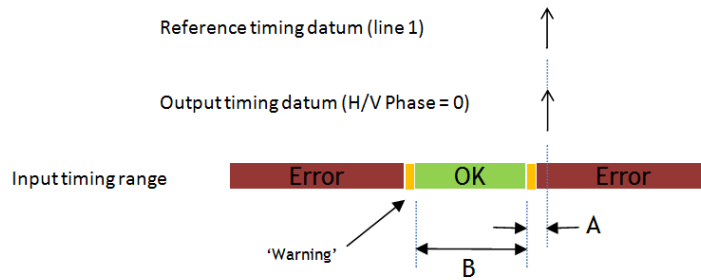 Reference timing datum (line 1)
Output timing datum (H/V Phase = 0)
Input timing range
Error
OK
Error
'Warning'
A
B